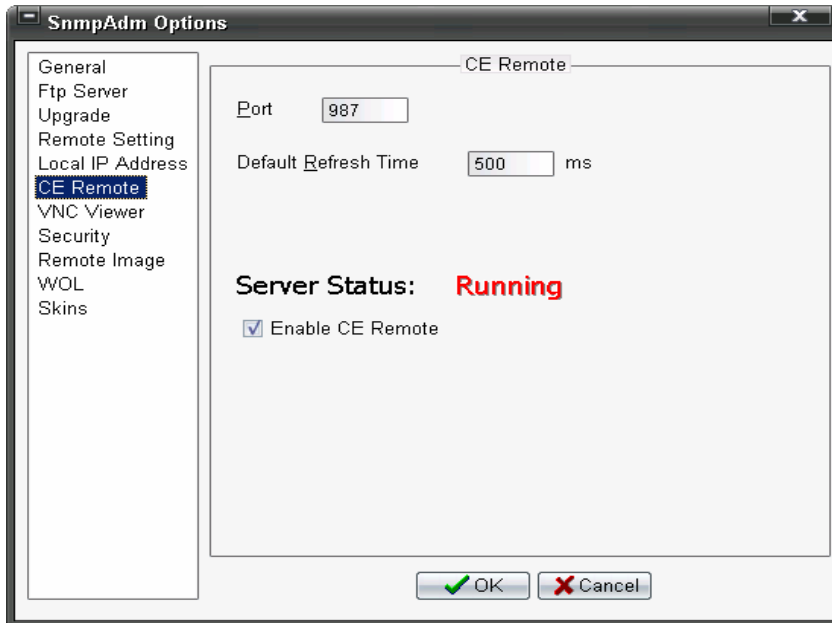 SnmpAdm Options
x
General
Ftp Server
Upgrade
Remote Setting
Local IP Address
CE Remote
VNC Viewer
Security
Remote Image
WOL
Skins
CE Remote
Port 987
Default Refresh Time 500 ms
Server Status: Running
Enable CE Remote
OK Cancel